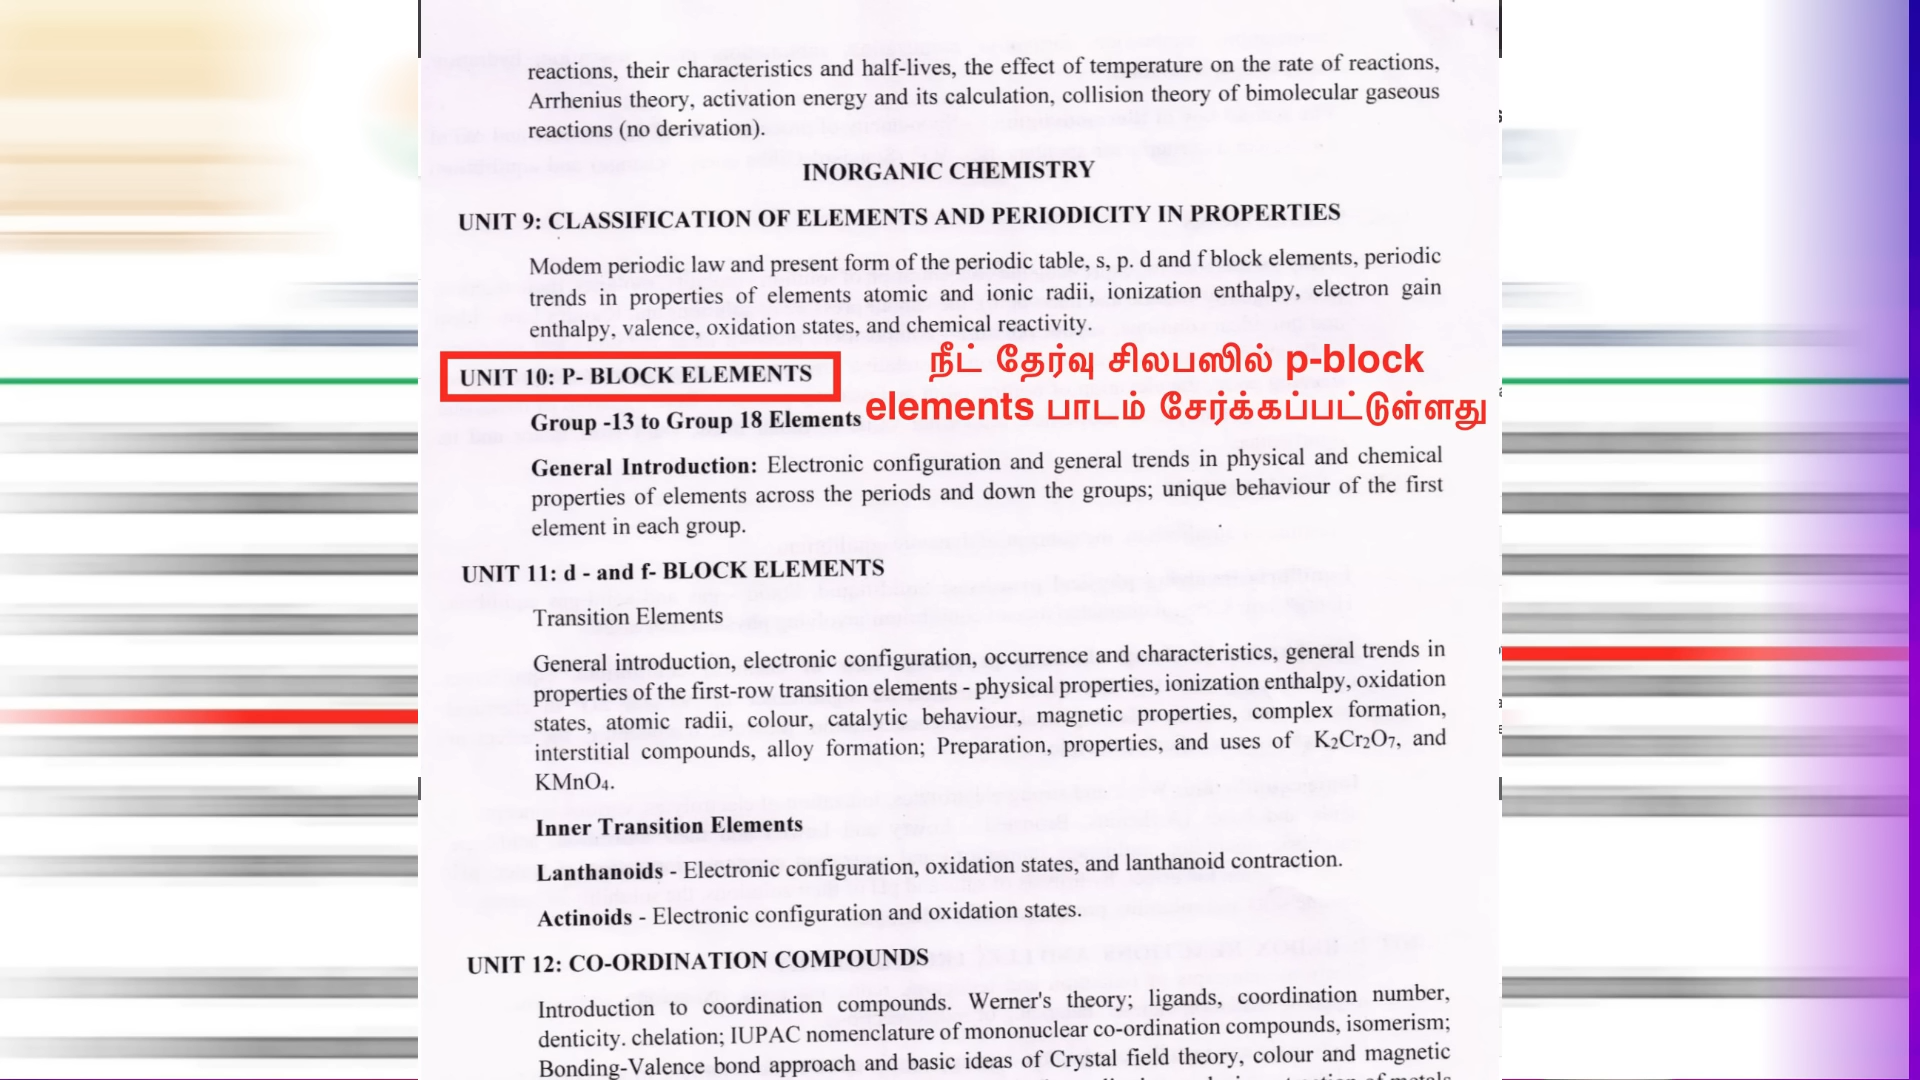 reactions, their characteristics and half-lives, the effect of temperature on the rate of reactions,
Arrhenius theory, activation energy and its calculation, collision theory of bimolecular gaseous
reactions (no derivation).
INORGANIC CHEMISTRY
UNIT 9: CLASSIFICATION OF ELEMENTS AND PERIODICITY IN PROPERTIES
Modem periodic law and present form of the periodic table, s, p. d and f block elements, periodic
trends in properties of elements atomic and ionic radii, ionization enthalpy, electron gain
enthalpy, valence, oxidation states, and chemical reactivity.
UNIT 10: P- BLOCK ELEMENTS
நீட் தேர்வு சிலபஸில் p-block
elements பாடம் சேர்க்கப்பட்டுள்ளது
Group -13 to Group 18 Elements
General Introduction: Electronic configuration and general trends in physical and chemical
properties of elements across the periods and down the groups; unique behaviour of the first
element in each group.
UNIT 11: d - and f- BLOCK ELEMENTS
Transition Elements
General introduction, electronic configuration, occurrence and characteristics, general trends in
properties of the first-row transition elements - physical properties, ionization enthalpy, oxidation
states, atomic radii, colour, catalytic behaviour, magnetic properties, complex formation,
interstitial compounds, alloy formation; Preparation, properties, and uses of K₂Cr₂O₇, and
KMnO₄.
Inner Transition Elements
Lanthanoids - Electronic configuration, oxidation states, and lanthanoid contraction.
Actinoids - Electronic configuration and oxidation states.
UNIT 12: CO-ORDINATION COMPOUNDS
Introduction to coordination compounds. Werner's theory; ligands, coordination number,
denticity. chelation; IUPAC nomenclature of mononuclear co-ordination compounds, isomerism;
Bonding-Valence bond approach and basic ideas of Crystal field theory, colour and magnetic